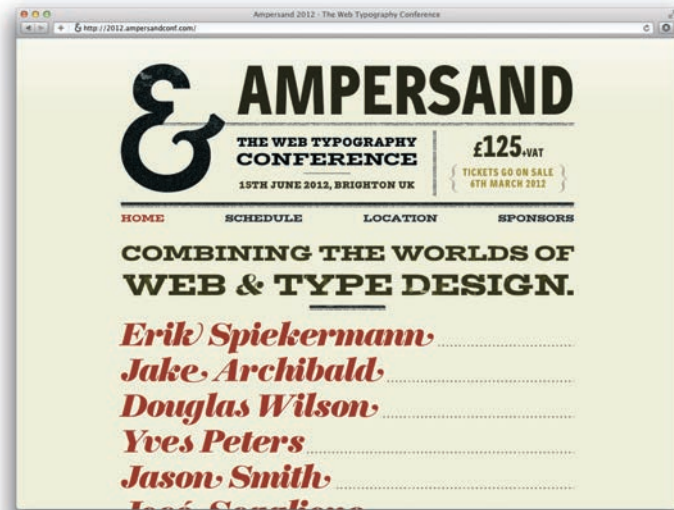 Ampersand 2012 - The Web Typography Conference
http://2012.ampersandconf.com/
& AMPERSAND
THE WEB TYPOGRAPHY
CONFERENCE
15TH JUNE 2012, BRIGHTON UK
£125+VAT
{ TICKETS GO ON SALE
6TH MARCH 2012 }
HOME SCHEDULE LOCATION SPONSORS
COMBINING THE WORLDS OF
WEB & TYPE DESIGN.
Erik Spiekermann
Jake Archibald
Douglas Wilson
Yves Peters
Jason Smith